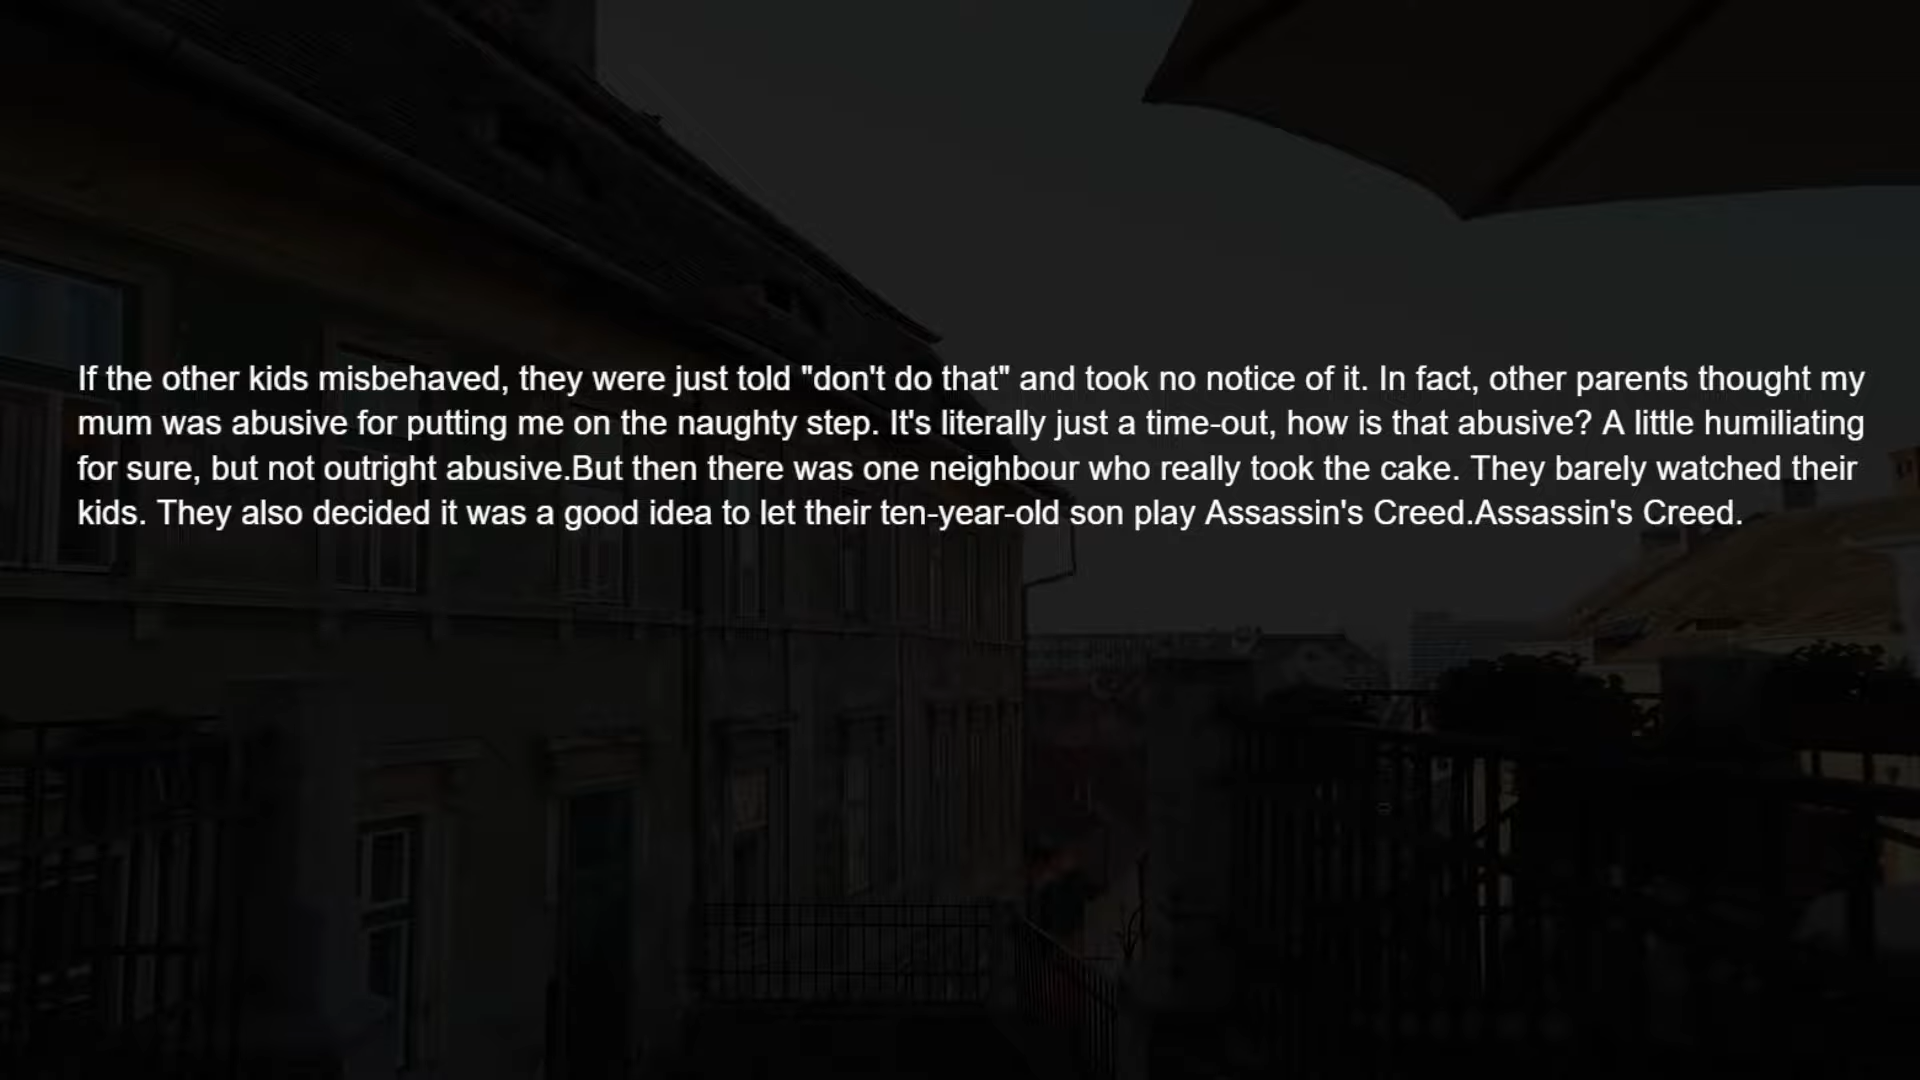 If the other kids misbehaved, they were just told "don't do that" and took no notice of it. In fact, other parents thought my
mum was abusive for putting me on the naughty step. It's literally just a time-out, how is that abusive? A little humiliating
for sure, but not outright abusive.But then there was one neighbour who really took the cake. They barely watched their
kids. They also decided it was a good idea to let their ten-year-old son play Assassin's Creed.Assassin's Creed.